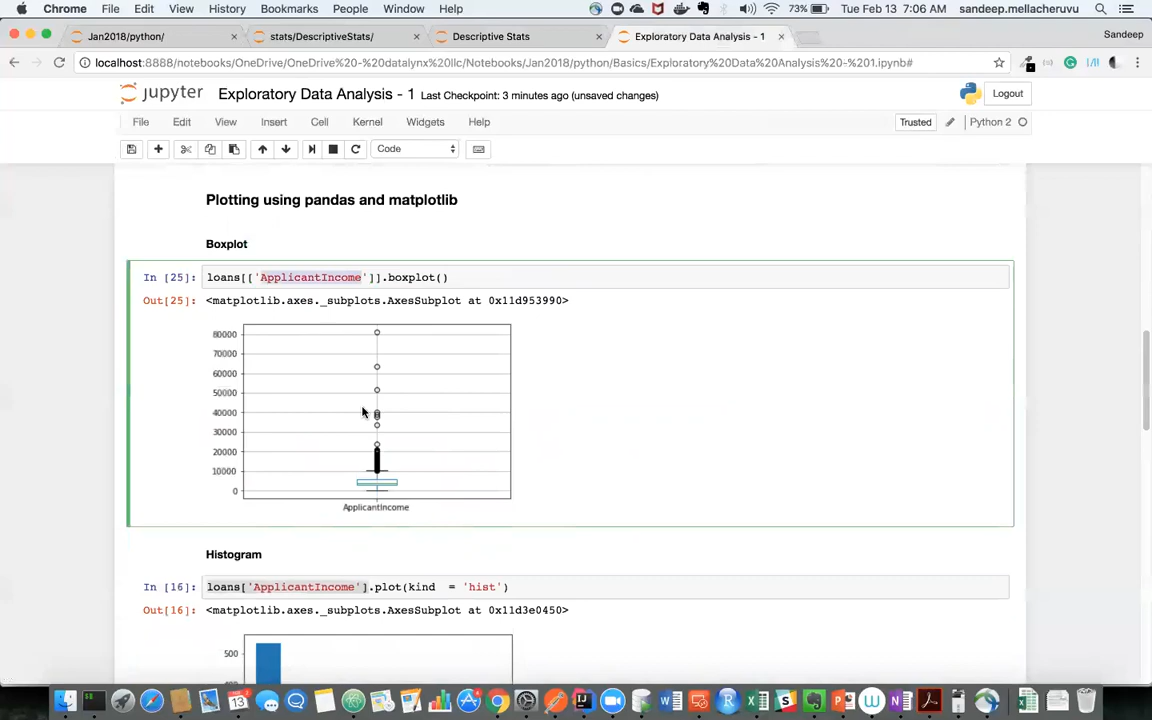 Chrome File Edit View History Bookmarks People Window Help 73% Tue Feb 13 7:06 AM sandeep.mellacheruvu
Jan2018/python/ stats/DescriptiveStats/ Descriptive Stats Exploratory Data Analysis - 1 Sandeep
localhost:8888/notebooks/OneDrive/OneDrive%20-%20datalynx%20llc/Notebooks/Jan2018/python/Basics/Exploratory%20Data%20Analysis%20-%201.ipynb#
jupyter Exploratory Data Analysis - 1 Last Checkpoint: 3 minutes ago (unsaved changes) Logout
File Edit View Insert Cell Kernel Widgets Help Trusted Python 2
Code
Plotting using pandas and matplotlib
Boxplot
In [25]: loans[['ApplicantIncome']].boxplot()
Out[25]: <matplotlib.axes._subplots.AxesSubplot at 0x11d953990>
80000
70000
60000
50000
40000
30000
20000
10000
0
ApplicantIncome
Histogram
In [16]: loans['ApplicantIncome'].plot(kind = 'hist')
Out[16]: <matplotlib.axes._subplots.AxesSubplot at 0x11d3e0450>
500